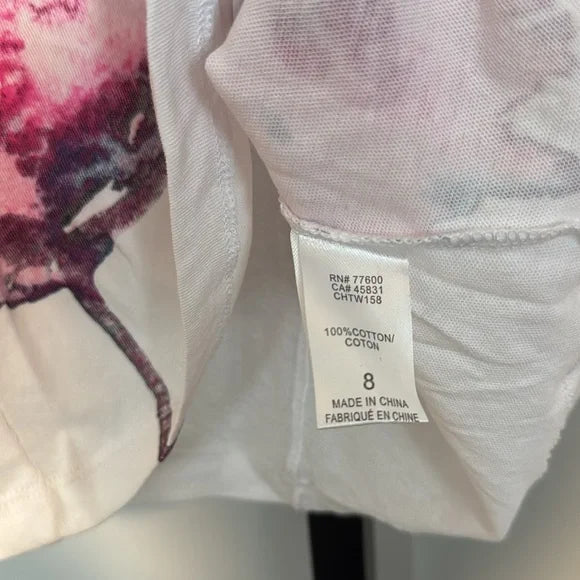 RN# 77600
CA# 45831
CHTW158
100%COTTON/
COTON
8
MADE IN CHINA
FABRIQUÉ EN CHINE